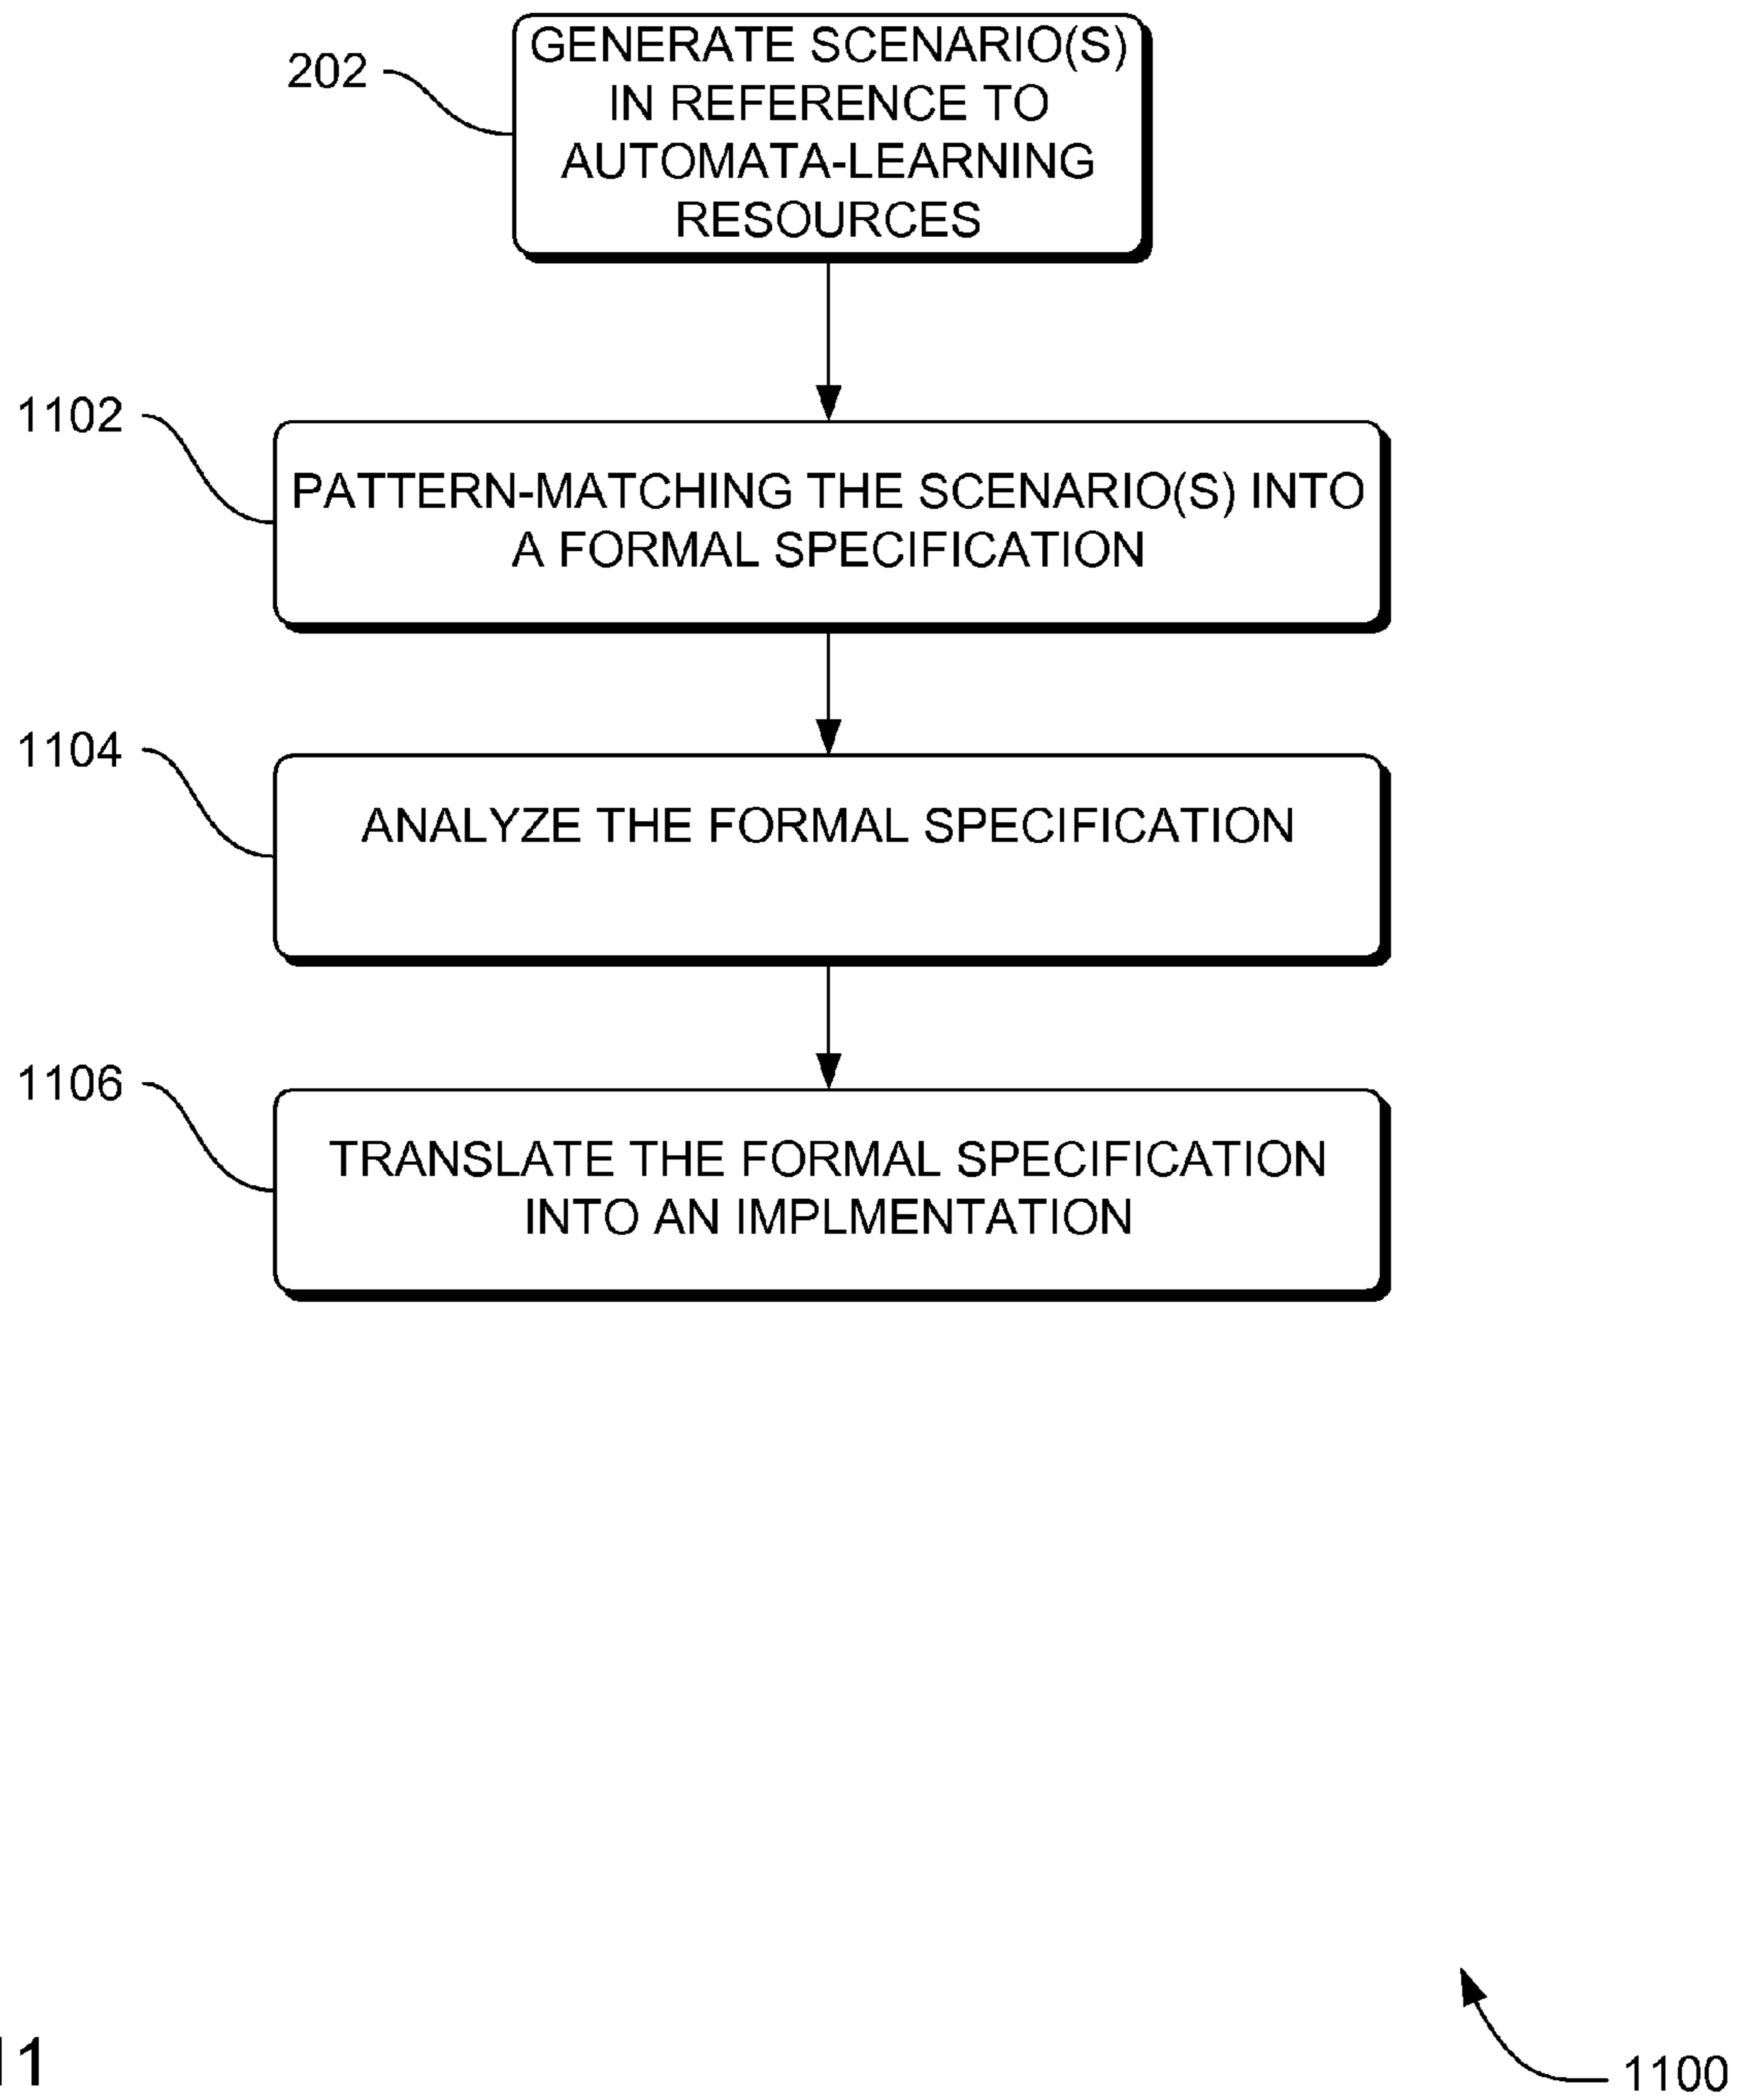 202
GENERATE SCENARIO(S)
IN REFERENCE TO
AUTOMATA-LEARNING
RESOURCES
1102
PATTERN-MATCHING THE SCENARIO(S) INTO
A FORMAL SPECIFICATION
1104
ANALYZE THE FORMAL SPECIFICATION
1106
TRANSLATE THE FORMAL SPECIFICATION
INTO AN IMPLMENTATION
11
1100